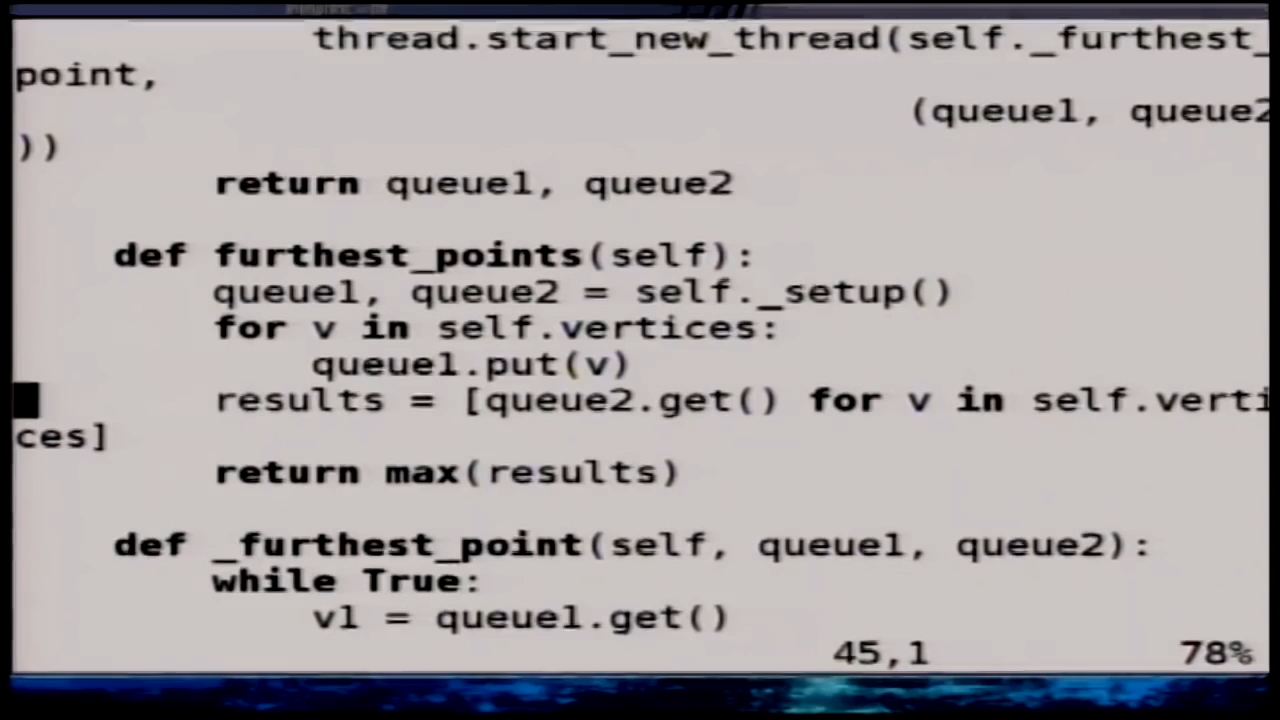 thread.start_new_thread(self._furthest_
point,
(queue1, queue2
))
return queue1, queue2
def furthest_points(self):
queue1, queue2 = self._setup()
for v in self.vertices:
queue1.put(v)
results = [queue2.get() for v in self.verti
ces]
return max(results)
def _furthest_point(self, queue1, queue2):
while True:
v1 = queue1.get()
45,1 78%